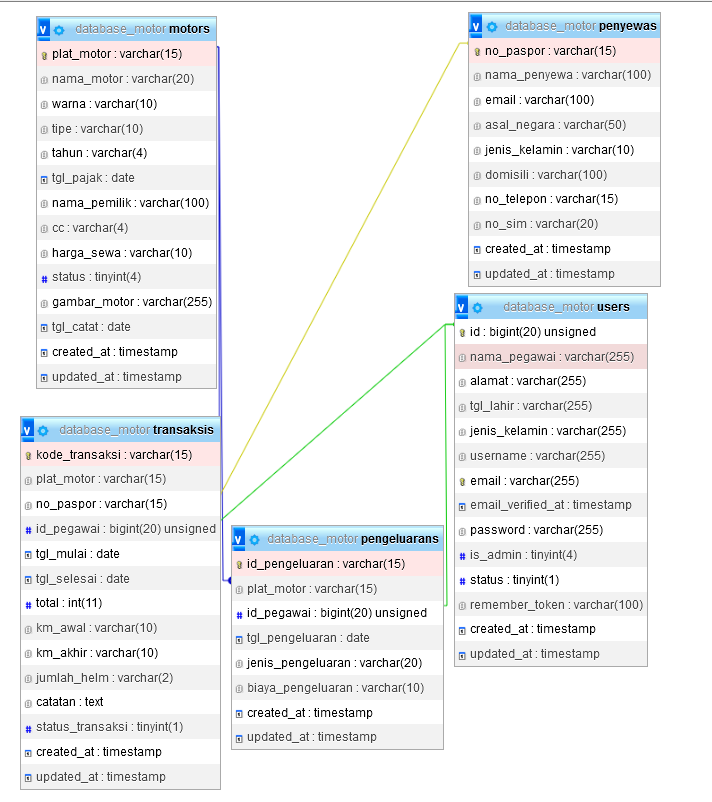 database_motor motors
plat_motor : varchar(15)
nama_motor : varchar(20)
warna : varchar(10)
tipe : varchar(10)
tahun : varchar(4)
tgl_pajak : date
nama_pemilik : varchar(100)
cc : varchar(4)
harga_sewa : varchar(10)
status : tinyint(4)
gambar_motor : varchar(255)
tgl_catat : date
created_at : timestamp
updated_at : timestamp
database_motor penyewas
no_paspor : varchar(15)
nama_penyewa : varchar(100)
email : varchar(100)
asal_negara : varchar(50)
jenis_kelamin : varchar(10)
domisili : varchar(100)
no_telepon : varchar(15)
no_sim : varchar(20)
created_at : timestamp
updated_at : timestamp
database_motor users
id : bigint(20) unsigned
nama_pegawai : varchar(255)
alamat : varchar(255)
tgl_lahir : varchar(255)
jenis_kelamin : varchar(255)
username : varchar(255)
email : varchar(255)
email_verified_at : timestamp
password : varchar(255)
is_admin : tinyint(4)
status : tinyint(1)
remember_token : varchar(100)
created_at : timestamp
updated_at : timestamp
database_motor transaksis
kode_transaksi : varchar(15)
plat_motor : varchar(15)
no_paspor : varchar(15)
id_pegawai : bigint(20) unsigned
tgl_mulai : date
tgl_selesai : date
total : int(11)
km_awal : varchar(10)
km_akhir : varchar(10)
jumlah_helm : varchar(2)
catatan : text
status_transaksi : tinyint(1)
created_at : timestamp
updated_at : timestamp
database_motor pengeluarans
id_pengeluaran : varchar(15)
plat_motor : varchar(15)
id_pegawai : bigint(20) unsigned
tgl_pengeluaran : date
jenis_pengeluaran : varchar(20)
biaya_pengeluaran : varchar(10)
created_at : timestamp
updated_at : timestamp